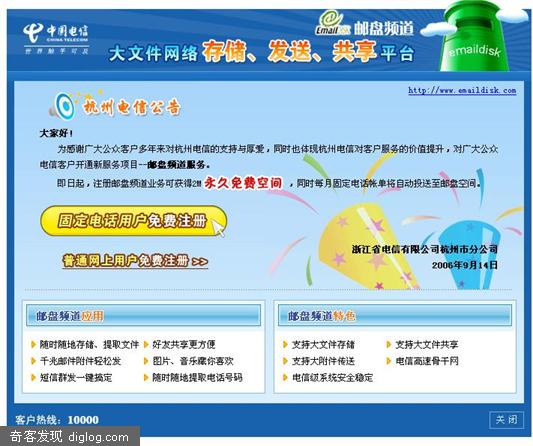 中国电信
CHINA TELECOM
世界触手可及
EmailDisk 邮盘频道
大文件网络 存储、发送、共享 平台
emaildisk
http://www.emaildisk.com
杭州电信公告
大家好！
为感谢广大公众客户多年来对杭州电信的支持与厚爱，同时也体现杭州电信对客户服务的价值提升，对广大公众
电信客户开通新服务项目--邮盘频道服务。
即日起，注册邮盘频道业务可获得2M 永久免费空间 ，同时每月固定电话帐单将自动投送至邮盘空间。
固定电话用户免费注册
普通网上用户免费注册 >>
浙江省电信有限公司杭州市分公司
2006年9月14日
邮盘频道应用
随时随地存储、提取文件 好友共享更方便
千兆邮件附件轻松发 图片、音乐秀你喜欢
短信群发一键搞定 随时随地提取电话号码
邮盘频道特色
支持大文件存储 支持大文件共享
支持大附件传送 电信高速骨干网
电信级系统安全稳定
客户热线：10000
关闭
奇客发现 diglog.com